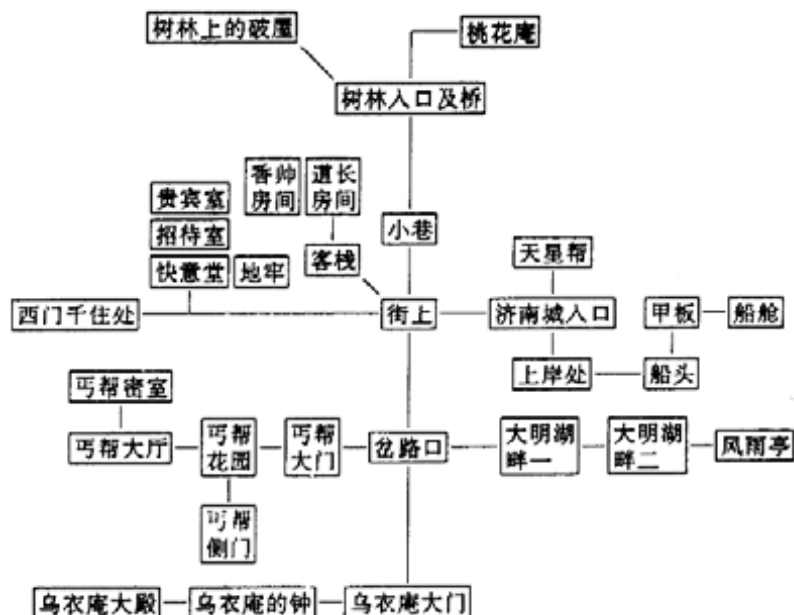 树林上的破屋
桃花庵
树林入口及桥
香帅
房间
道长
房间
贵宾室
招待室
小巷
客栈
天星帮
快意堂
地牢
西门千住处
街上
济南城入口
甲板
船舱
上岸处
船头
丐帮密室
丐帮大厅
丐帮
花园
丐帮
大门
岔路口
大明湖
畔一
大明湖
畔二
风雨亭
丐帮
侧门
乌衣庵大殿
乌衣庵的钟
乌衣庵大门